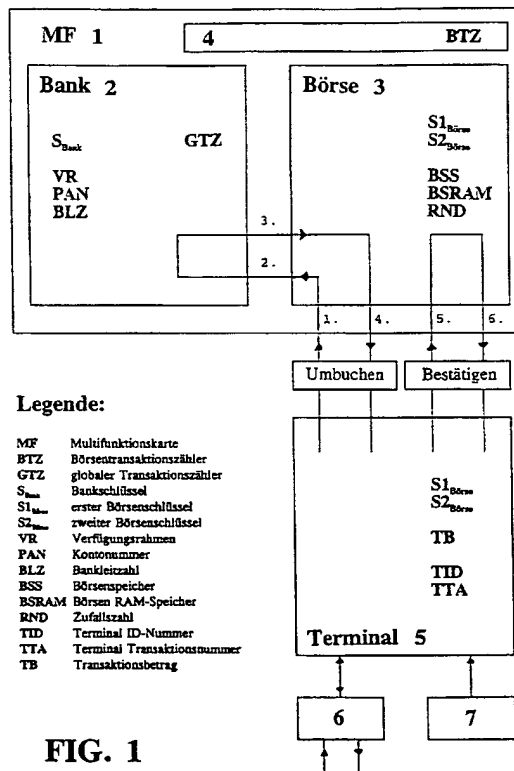 MF 1
4 BTZ
Bank 2
Börse 3
S_Bank GTZ
S1_Börse
S2_Börse
VR
PAN
BLZ
BSS
BSRAM
RND
3.
2.
1. 4. 5. 6.
Umbuchen Bestätigen
Legende:
MF Multifunktionskarte
BTZ Börsentransaktionszähler
GTZ globaler Transaktionszähler
S_Bank Bankschlüssel
S1_Börse erster Börsenschlüssel
S2_Börse zweiter Börsenschlüssel
VR Verfügungsrahmen
PAN Kontonummer
BLZ Bankleitzahl
BSS Börsenspeicher
BSRAM Börsen RAM-Speicher
RND Zufallszahl
TID Terminal ID-Nummer
TTA Terminal Transaktionsnummer
TB Transaktionsbetrag
S1_Börse
S2_Börse
TB
TID
TTA
Terminal 5
6 7
FIG. 1